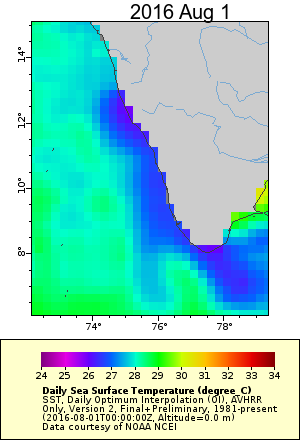 2016 Aug 1
14°
12°
10°
8°
74°
76°
78°
24 25 26 27 28 29 30 31 32 33 34
Daily Sea Surface Temperature (degree_C)
SST, Daily Optimum Interpolation (OI), AVHRR
Only, Version 2, Final+Preliminary, 1981-present
(2016-08-01T00:00:00Z, Altitude=0.0 m)
Data courtesy of NOAA NCEI